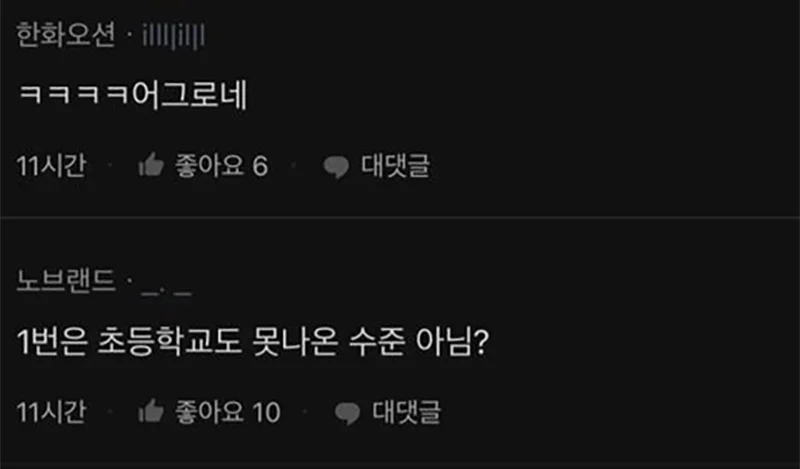 한화오션 · illljiljl
ㅋㅋㅋㅋ어그로네
11시간 · 좋아요 6 · 대댓글
노브랜드 · _. _
1번은 초등학교도 못나온 수준 아님?
11시간 · 좋아요 10 · 대댓글